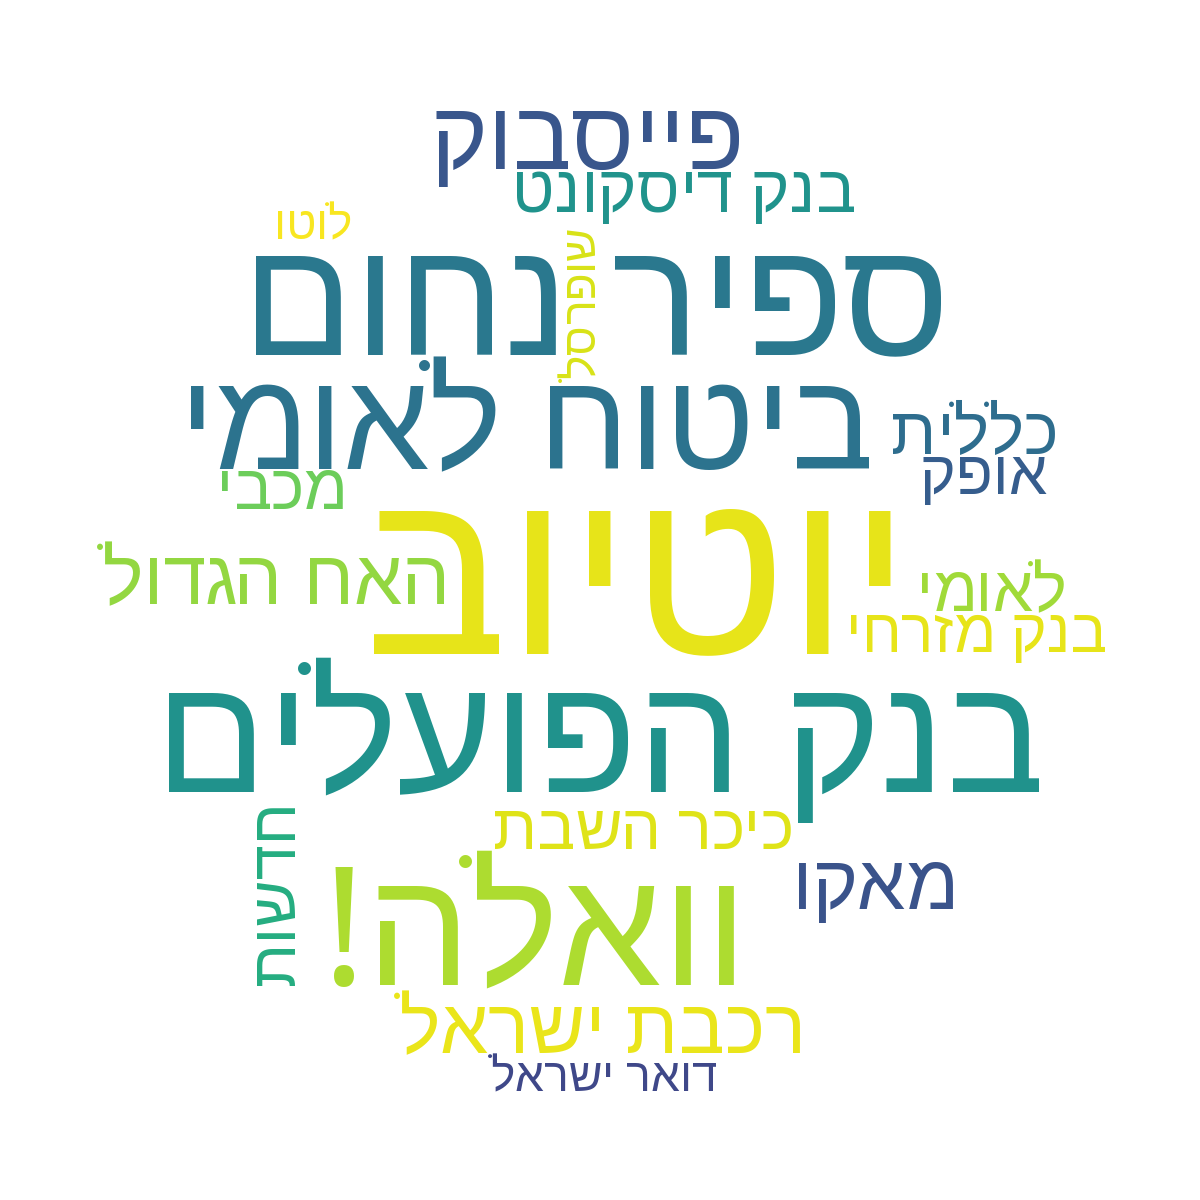 פייסבוק
בנק דיסקונט
לוטו
ספיר נחום
שופרסל
ביטוח לאומי
כללית
אופק
מכבי
יוטיוב
האח הגדול
לאומי
בנק מזרחי
בנק הפועלים
כיכר השבת
חדשות
וואלה!
מאקו
רכבת ישראל
דואר ישראל